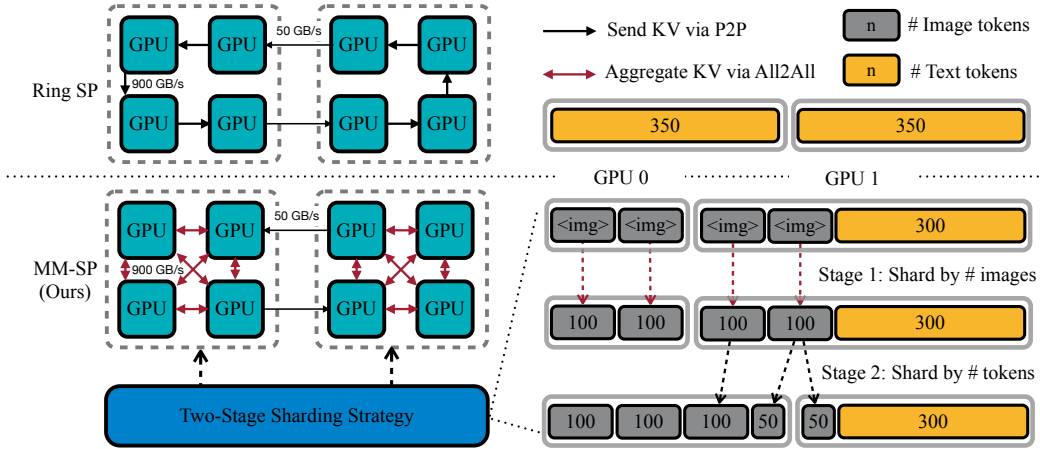 GPU GPU 50 GB/s GPU GPU
Ring SP 900 GB/s
GPU GPU GPU GPU
Send KV via P2P n # Image tokens
Aggregate KV via All2All n # Text tokens
350 350
GPU 0 GPU 1
GPU GPU 50 GB/s GPU GPU
MM-SP 900 GB/s
(Ours)
GPU GPU GPU GPU
Two-Stage Sharding Strategy
<img> <img> <img> <img> 300
Stage 1: Shard by # images
100 100 100 100 300
Stage 2: Shard by # tokens
100 100 100 50 50 300